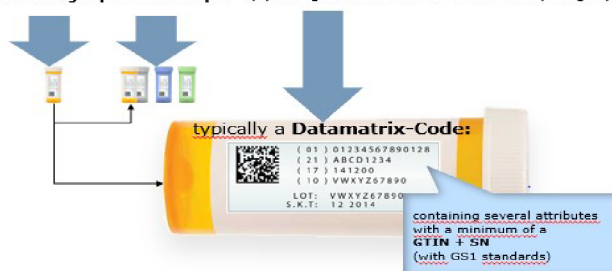 typically a Datamatrix-Code:
( 01 ) 01234567890128
( 21 ) ABCD1234
( 17 ) 141200
( 10 ) VWXYZ67890
LOT: VWXYZ67890
S.K.T: 12 2014
containing several attributes
with a minimum of a
GTIN + SN
(with GS1 standards)